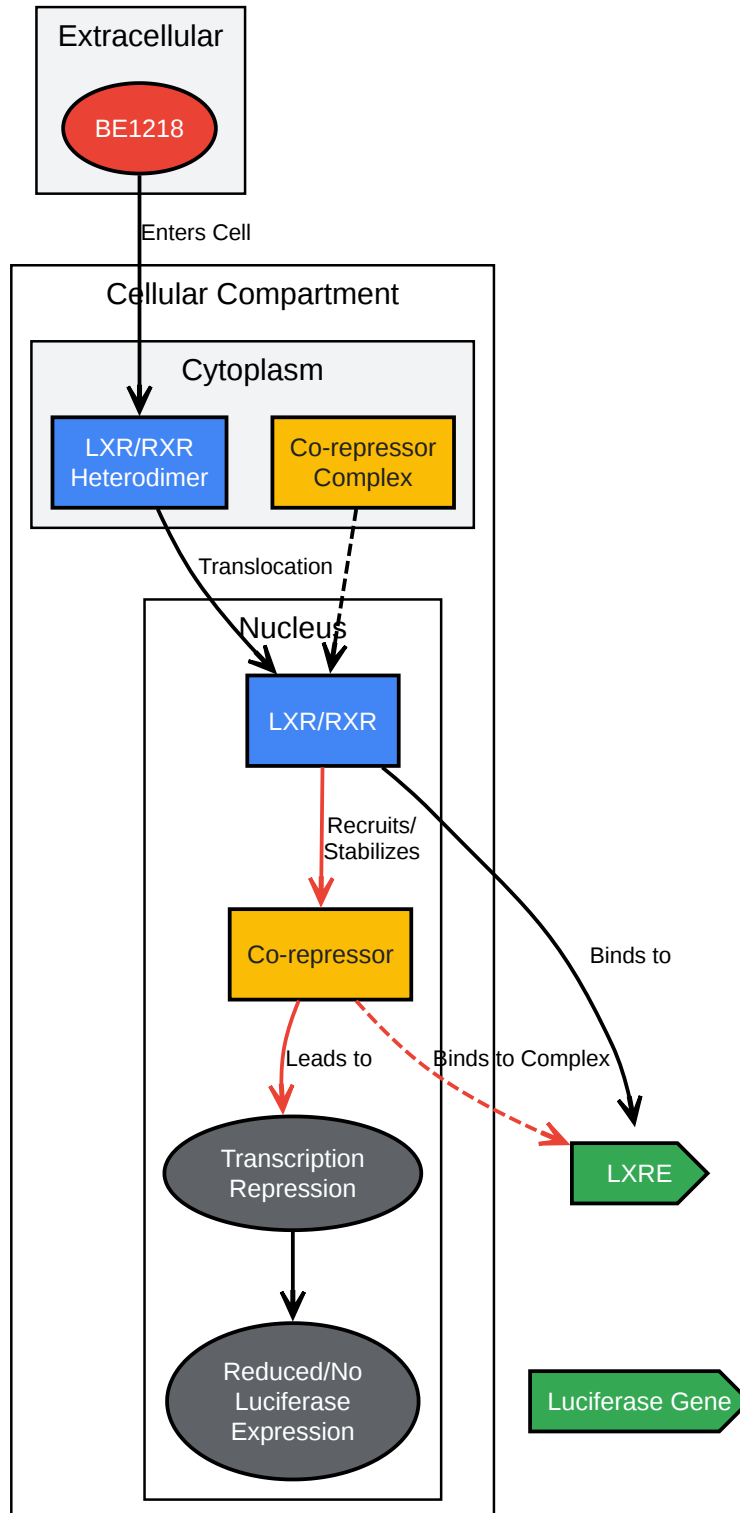 Extracellular
BE1218
Enters Cell
Cellular Compartment
Cytoplasm
LXR/RXR
Heterodimer
Co-repressor
Complex
Translocation
Nucleus
LXR/RXR
Recruits/
Stabilizes
Co-repressor
Binds to
Leads to
Binds to Complex
Transcription
Repression
LXRE
Reduced/No
Luciferase
Expression
Luciferase Gene